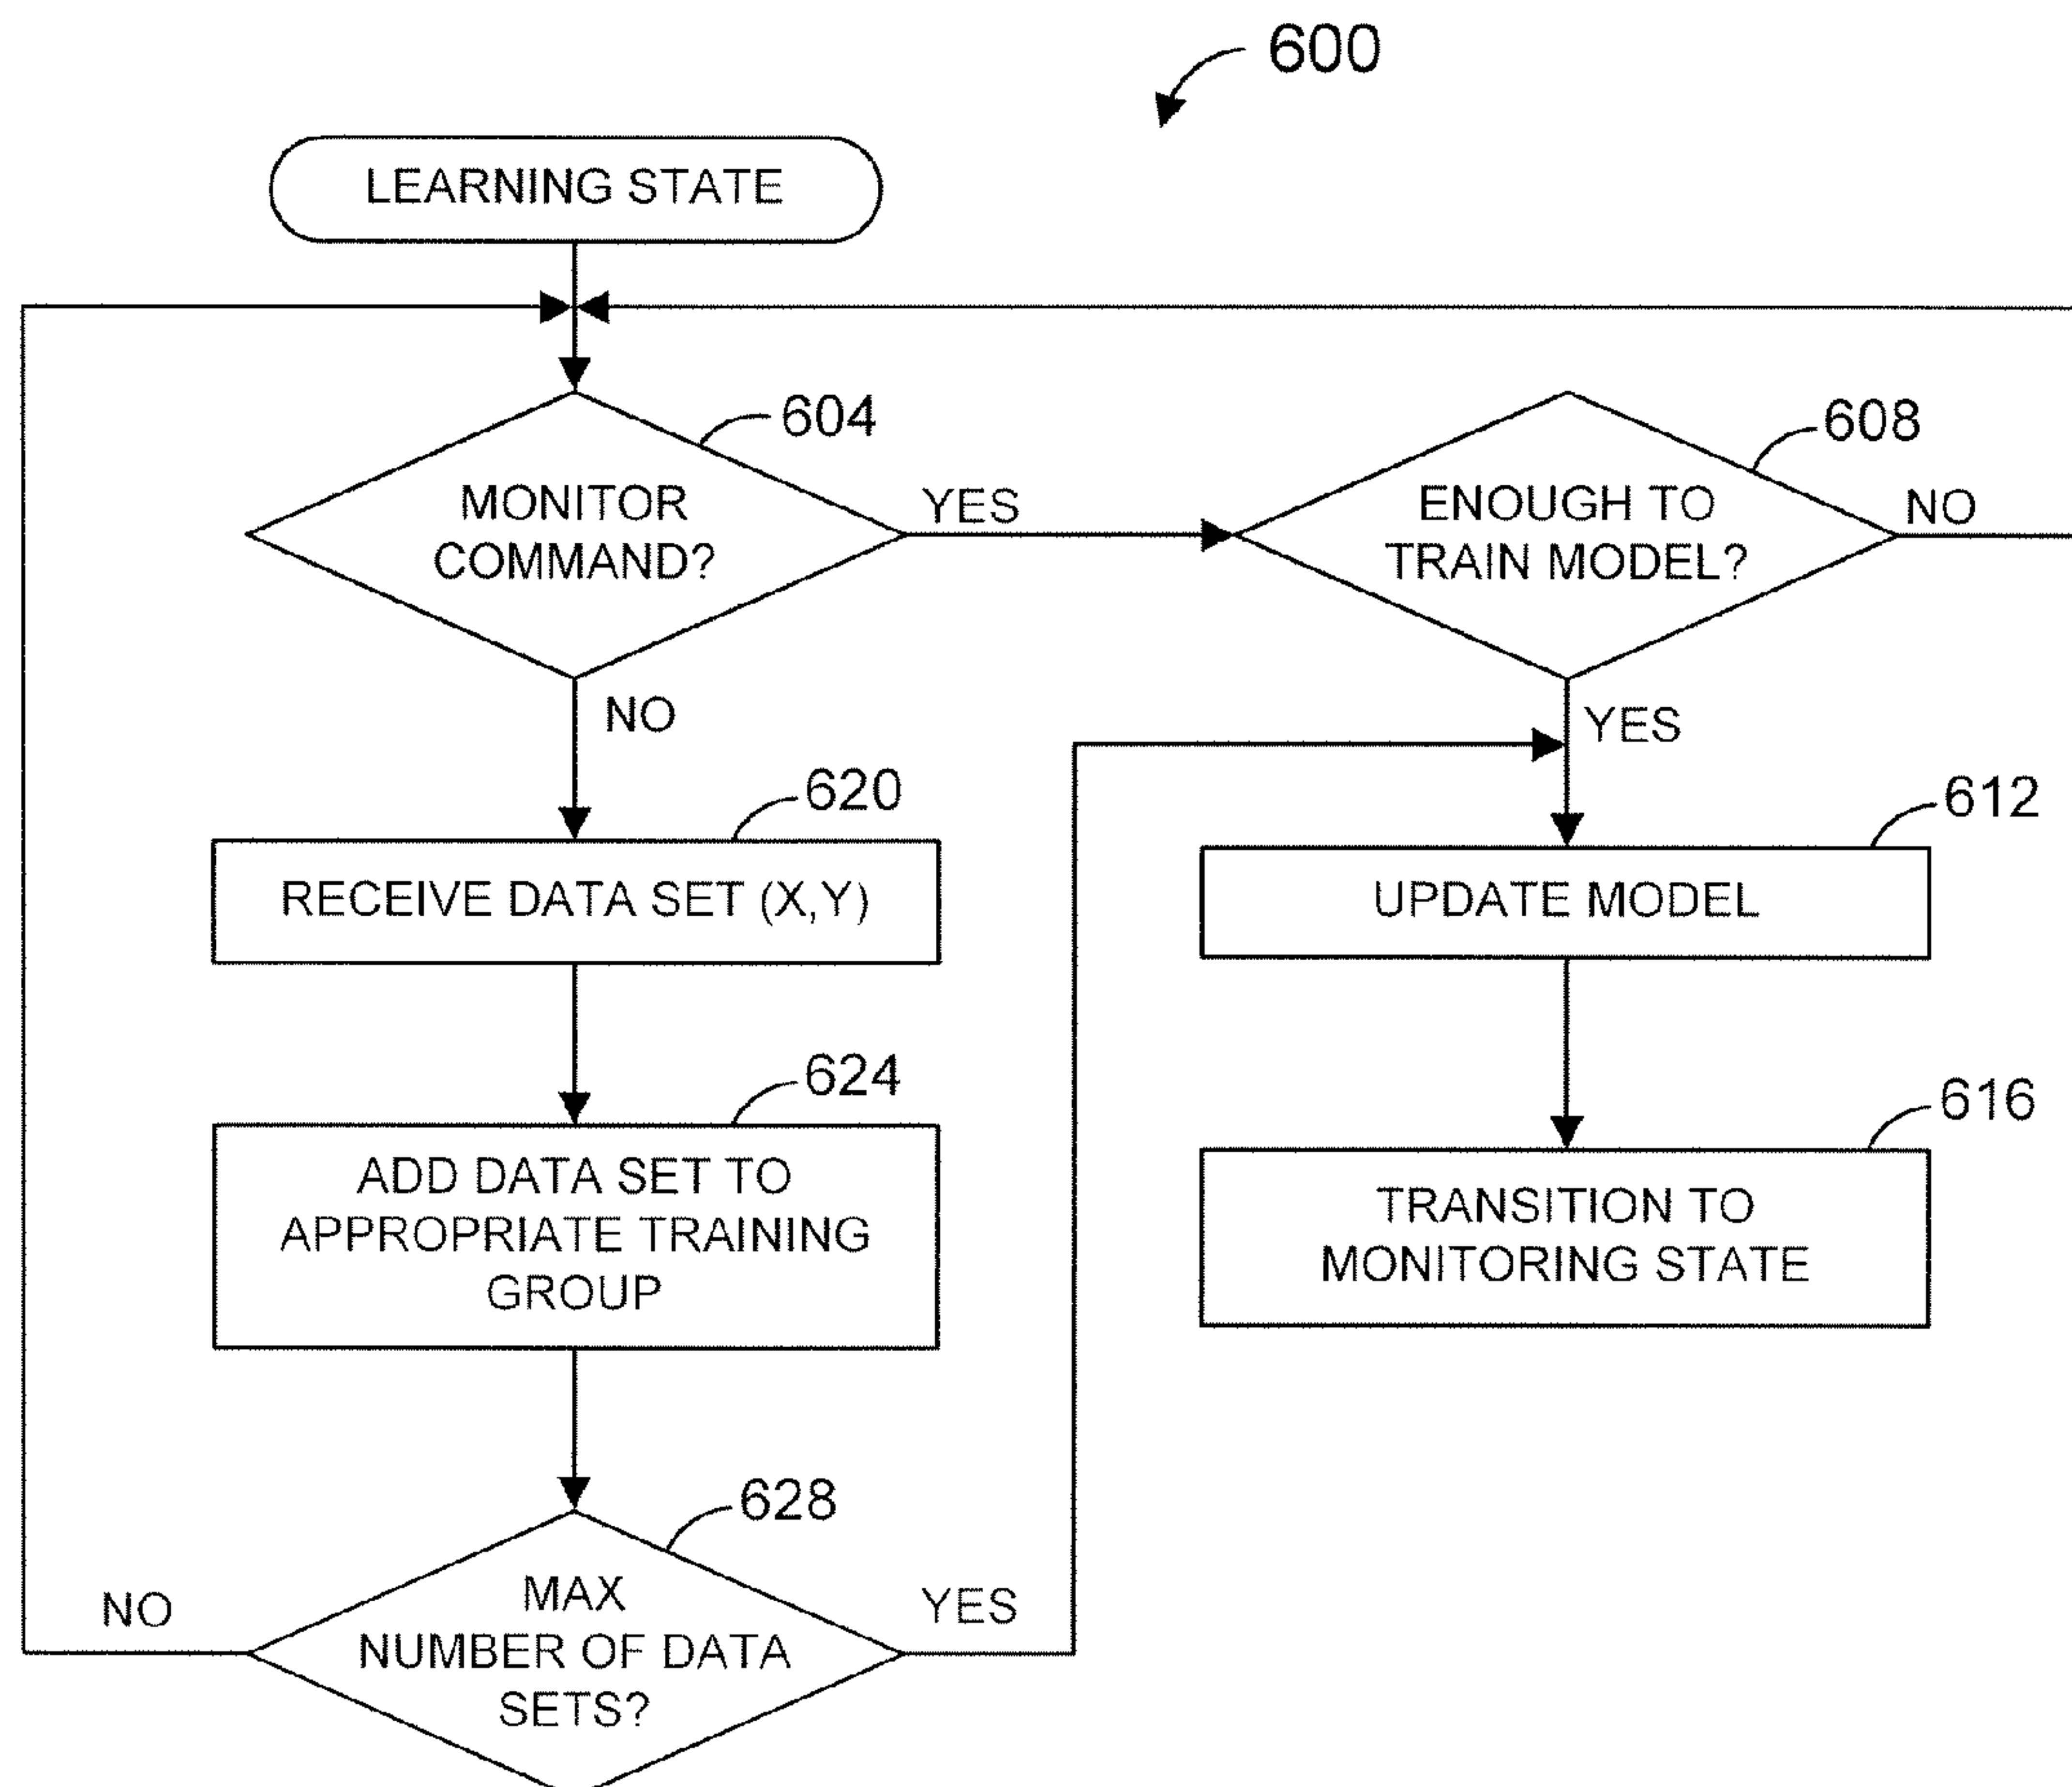 600
LEARNING STATE
604
MONITOR
COMMAND?
YES
608
ENOUGH TO
TRAIN MODEL?
NO
NO
YES
620
RECEIVE DATA SET (X,Y)
612
UPDATE MODEL
624
ADD DATA SET TO
APPROPRIATE TRAINING
GROUP
616
TRANSITION TO
MONITORING STATE
628
MAX
NUMBER OF DATA
SETS?
NO
YES